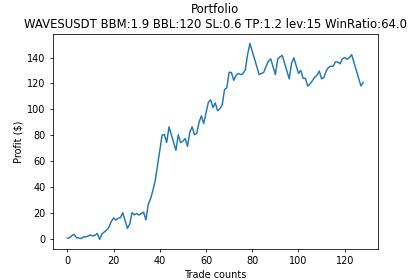 Portfolio
WAVESUSDT BBM:1.9 BBL:120 SL:0.6 TP:1.2 lev:15 WinRatio:64.0
140
120
100
80
60
40
20
0
Profit ($)
0 20 40 60 80 100 120
Trade counts